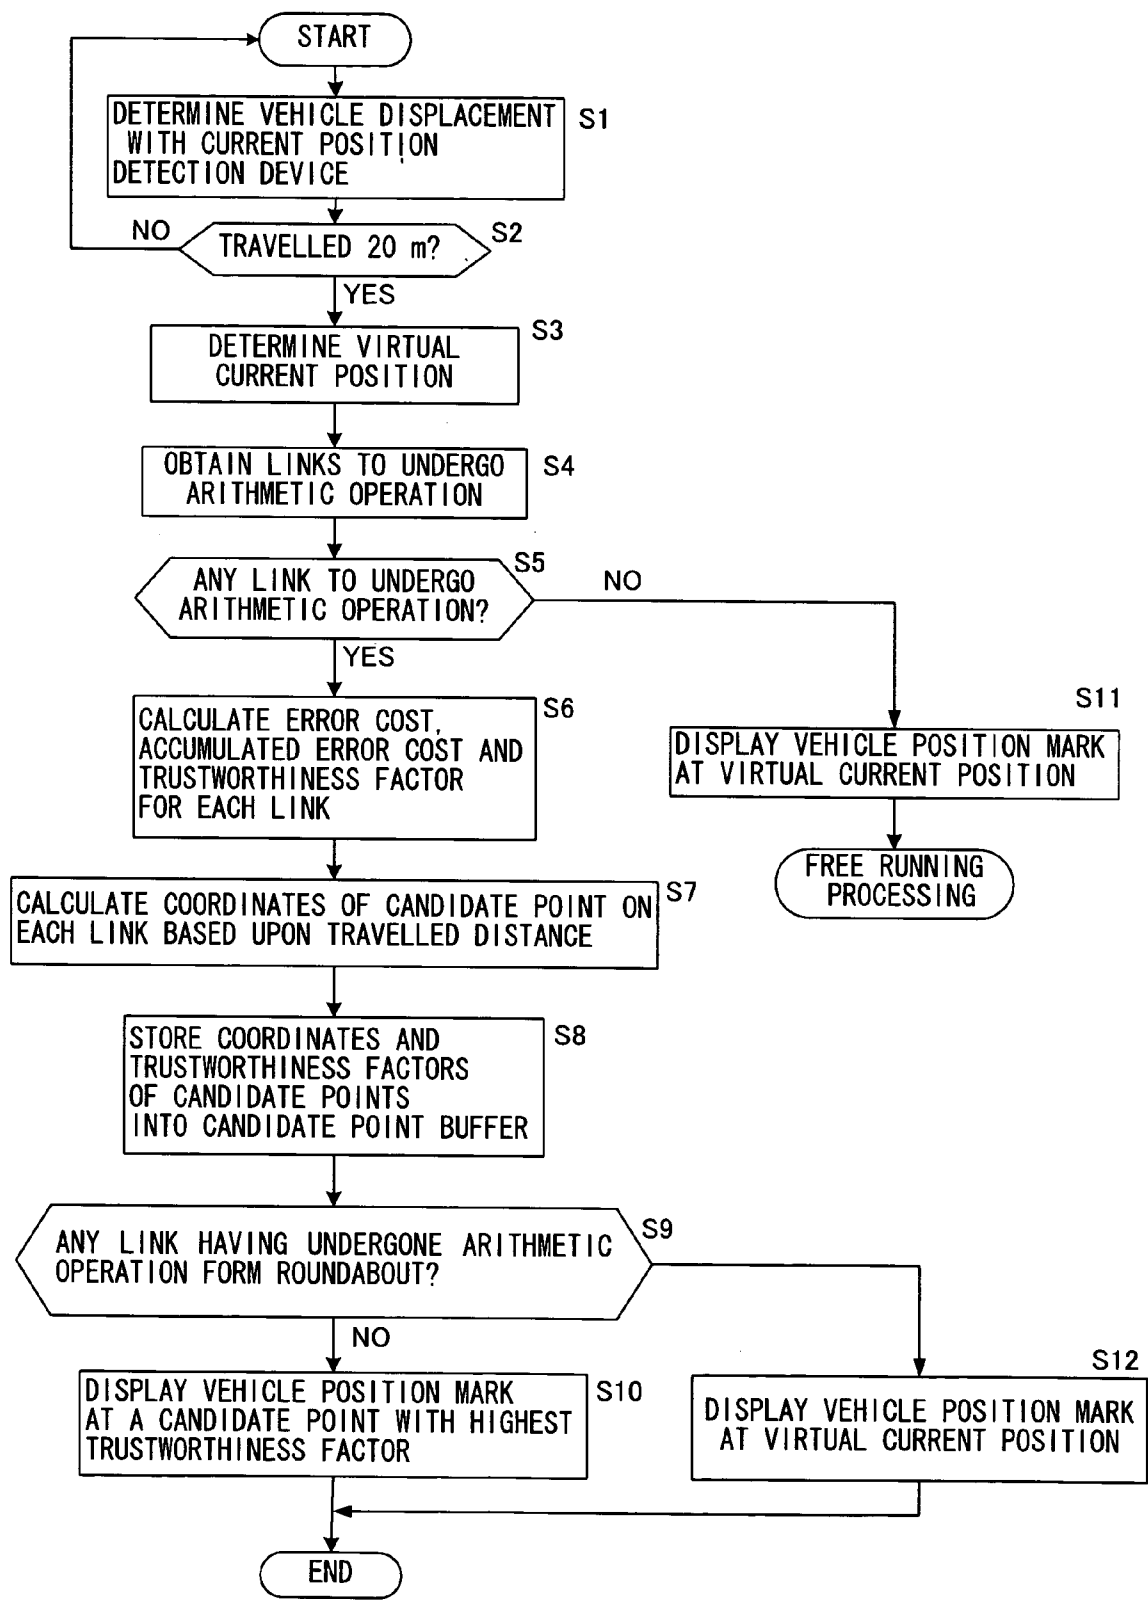 START
DETERMINE VEHICLE DISPLACEMENT
WITH CURRENT POSITION
DETECTION DEVICE
S1
NO
TRAVELLED 20 m?
S2
YES
DETERMINE VIRTUAL
CURRENT POSITION
S3
OBTAIN LINKS TO UNDERGO
ARITHMETIC OPERATION
S4
ANY LINK TO UNDERGO
ARITHMETIC OPERATION?
S5
NO
YES
CALCULATE ERROR COST,
ACCUMULATED ERROR COST AND
TRUSTWORTHINESS FACTOR
FOR EACH LINK
S6
S11
DISPLAY VEHICLE POSITION MARK
AT VIRTUAL CURRENT POSITION
FREE RUNNING
PROCESSING
CALCULATE COORDINATES OF CANDIDATE POINT ON
EACH LINK BASED UPON TRAVELLED DISTANCE
S7
STORE COORDINATES AND
TRUSTWORTHINESS FACTORS
OF CANDIDATE POINTS
INTO CANDIDATE POINT BUFFER
S8
ANY LINK HAVING UNDERGONE ARITHMETIC
OPERATION FORM ROUNDABOUT?
S9
NO
DISPLAY VEHICLE POSITION MARK
AT A CANDIDATE POINT WITH HIGHEST
TRUSTWORTHINESS FACTOR
S10
S12
DISPLAY VEHICLE POSITION MARK
AT VIRTUAL CURRENT POSITION
END